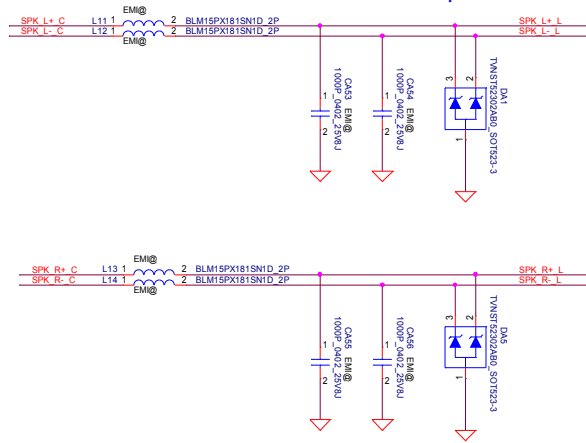 EMI@
SPK_L+_C L11 1 2 BLM15PX181SN1D_2P SPK_L+_L
SPK_L-_C L12 1 2 BLM15PX181SN1D_2P SPK_L-_L
EMI@
CA53
1000P_0402_25V8J
EMI@
1
2
CA54
1000P_0402_25V8J
EMI@
1
2
DA1
TVNST52302AB0_SOT523-3
3
2
1
EMI@
SPK_R+_C L13 1 2 BLM15PX181SN1D_2P SPK_R+_L
SPK_R-_C L14 1 2 BLM15PX181SN1D_2P SPK_R-_L
EMI@
CA55
1000P_0402_25V8J
EMI@
1
2
CA56
1000P_0402_25V8J
EMI@
1
2
DA5
TVNST52302AB0_SOT523-3
3
2
1